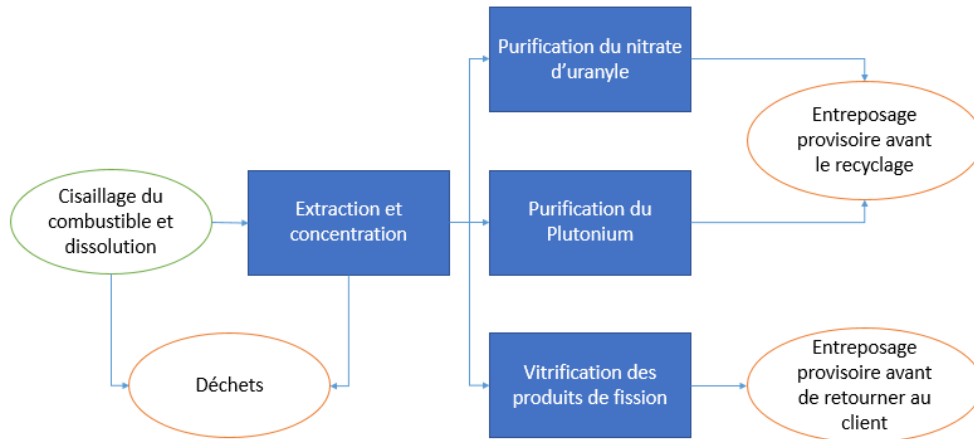 Purification du nitrate
d’uranyle
Entreposage
provisoire avant
le recyclage
Cisaillage du
combustible et
dissolution
Extraction et
concentration
Purification du
Plutonium
Déchets
Vitrification des
produits de fission
Entreposage
provisoire avant
de retourner au
client